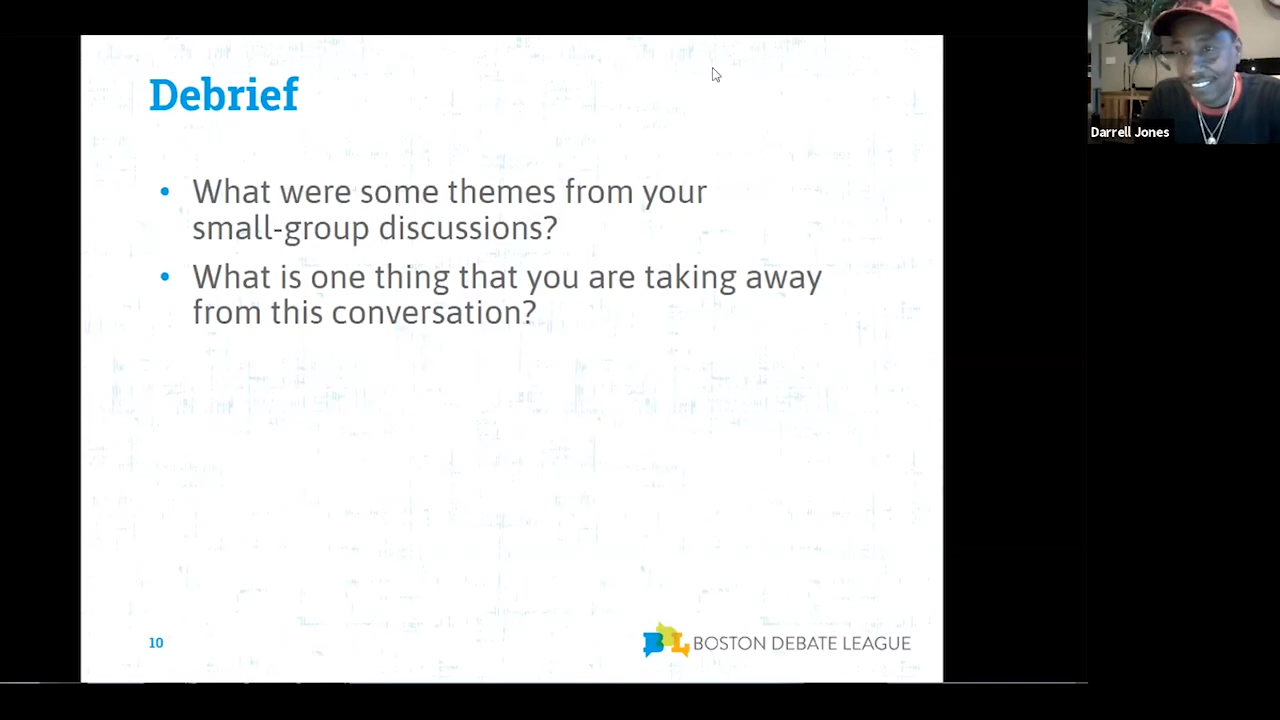 Debrief
• What were some themes from your
small-group discussions?
• What is one thing that you are taking away
from this conversation?
10
BL BOSTON DEBATE LEAGUE
Darrell Jones